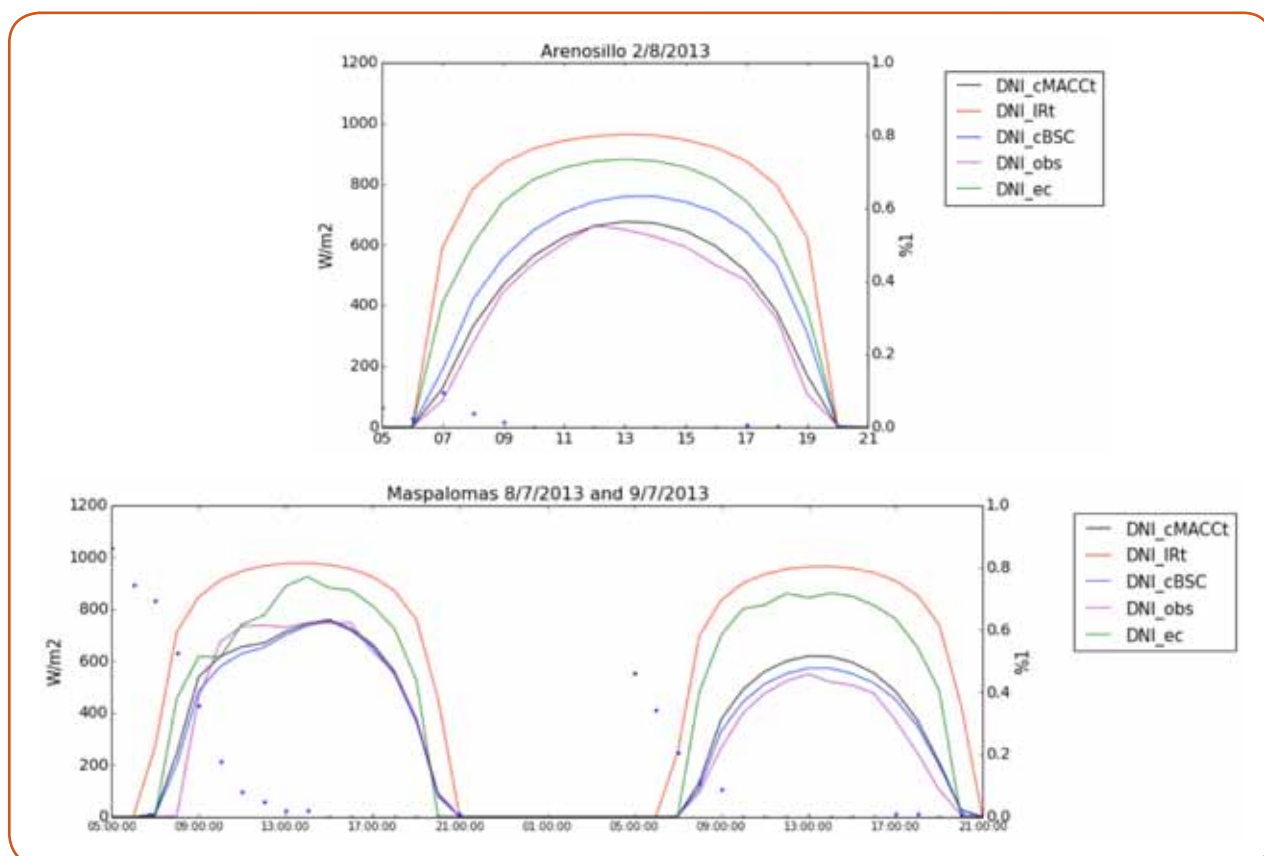 Arenosillo 2/8/2013
1200
1000
800
600
400
200
0
W/m2
1.0
0.8
0.6
0.4
0.2
0.0
%1
05 07 09 11 13 15 17 19 21
DNI_cMACCt
DNI_IRt
DNI_cBSC
DNI_obs
DNI_ec
Maspalomas 8/7/2013 and 9/7/2013
1200
1000
800
600
400
200
0
W/m2
1.0
0.8
0.6
0.4
0.2
0.0
%1
05:00:00 09:00:00 13:00:00 17:00:00 21:00:00 01:00:00 05:00:00 09:00:00 13:00:00 17:00:00 21:00:00
DNI_cMACCt
DNI_IRt
DNI_cBSC
DNI_obs
DNI_ec